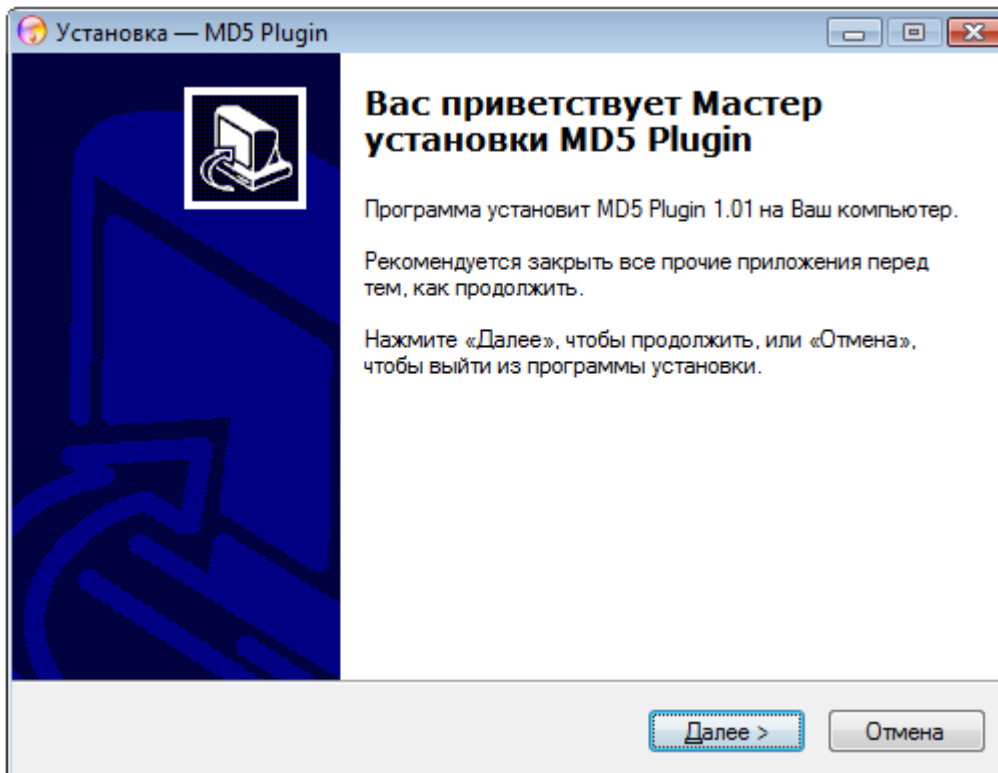 Установка — MD5 Plugin
Вас приветствует Мастер
установки MD5 Plugin
Программа установит MD5 Plugin 1.01 на Ваш компьютер.
Рекомендуется закрыть все прочие приложения перед
тем, как продолжить.
Нажмите «Далее», чтобы продолжить, или «Отмена»,
чтобы выйти из программы установки.
Далее >
Отмена